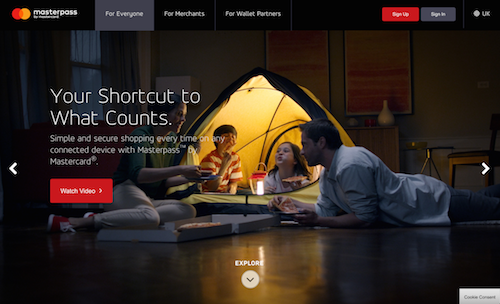 masterpass
by mastercard.
For Everyone
For Merchants
For Wallet Partners
Sign Up
Sign In
UK
Your Shortcut to
What Counts.
Simple and secure shopping every time on any
connected device with Masterpass™ by
Mastercard®.
Watch Video
EXPLORE
Cookie Consent